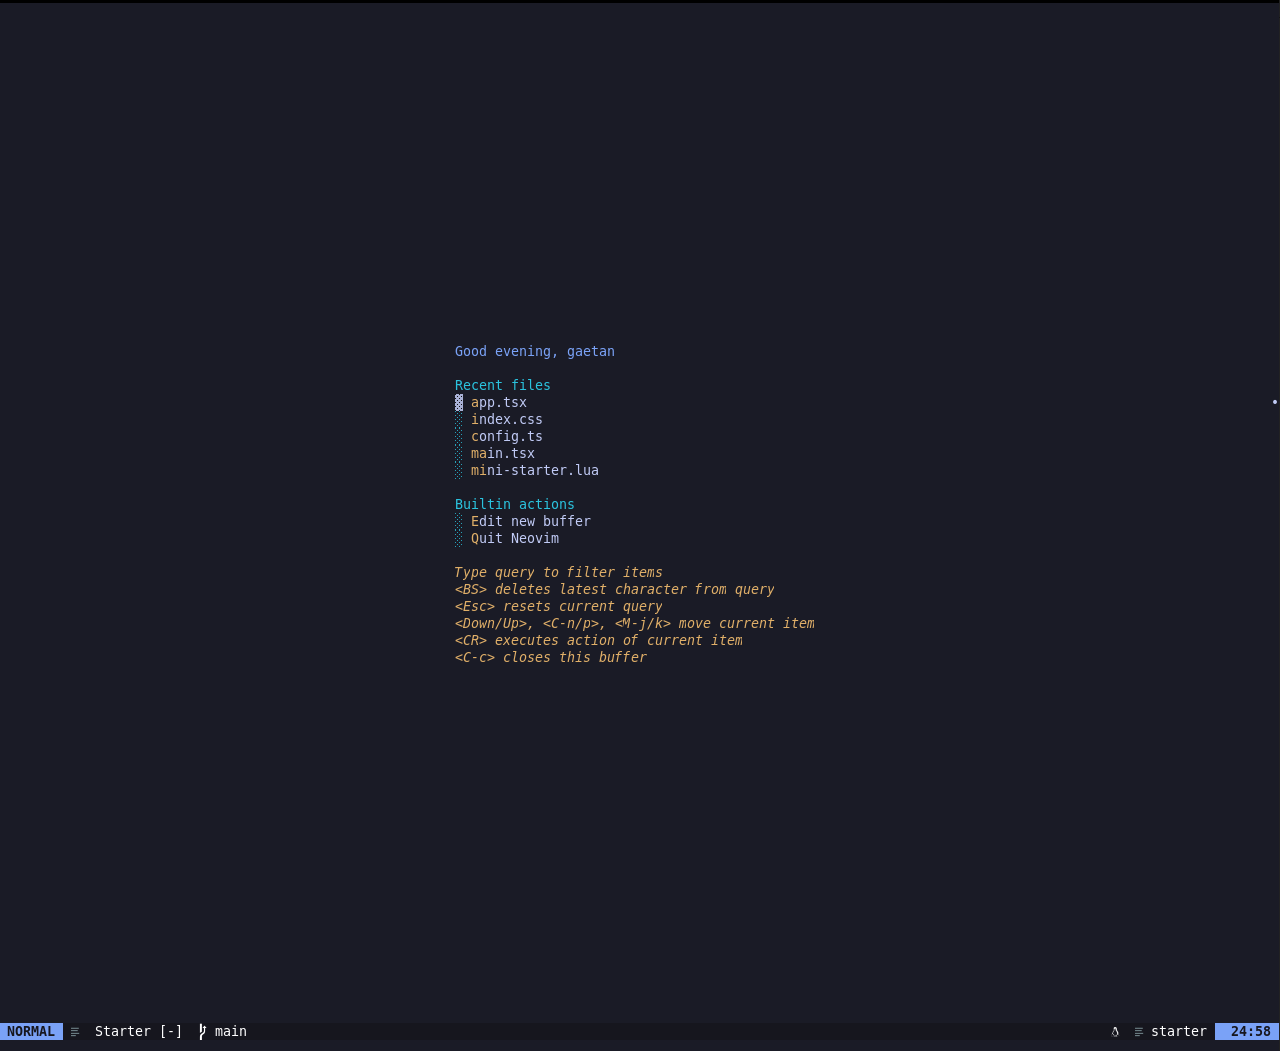 Good evening, gaetan
Recent files
░ app.tsx
░ index.css
░ config.ts
░ main.tsx
░ mini-starter.lua
Builtin actions
░ Edit new buffer
░ Quit Neovim
Type query to filter items
<BS> deletes latest character from query
<Esc> resets current query
<Down/Up>, <C-n/p>, <M-j/k> move current item
<CR> executes action of current item
<C-c> closes this buffer
NORMAL Starter [-] main starter 24:58